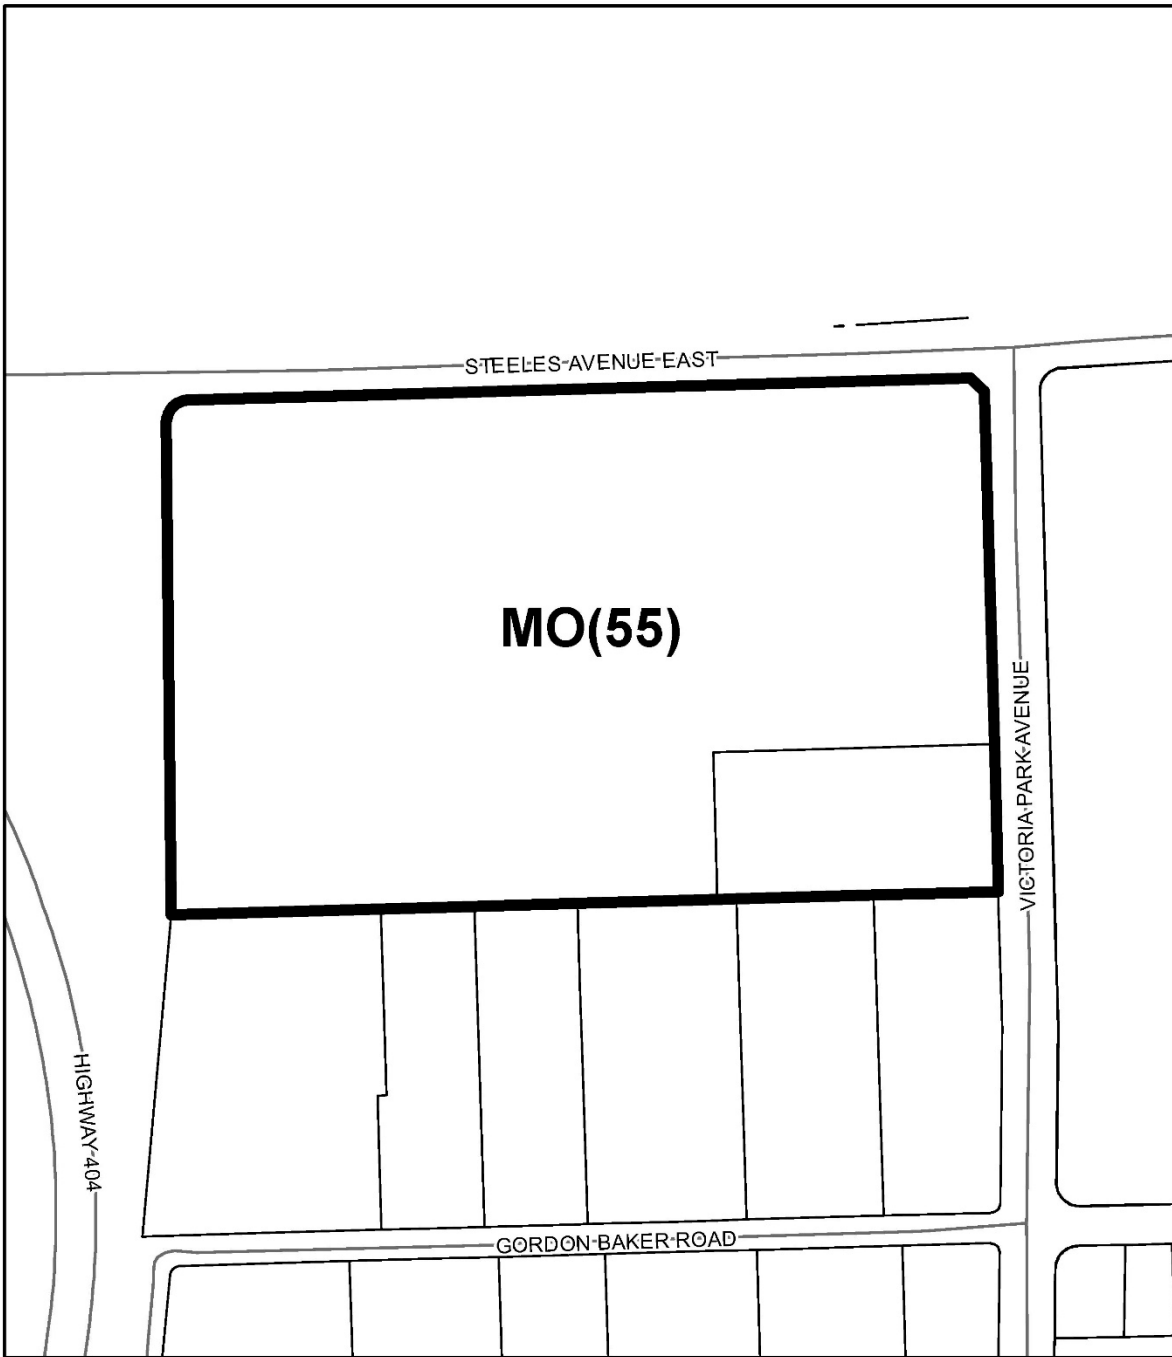 STEELES AVENUE EAST
MO(55)
VICTORIA PARK AVENUE
HIGHWAY 404
GORDON BAKER ROAD